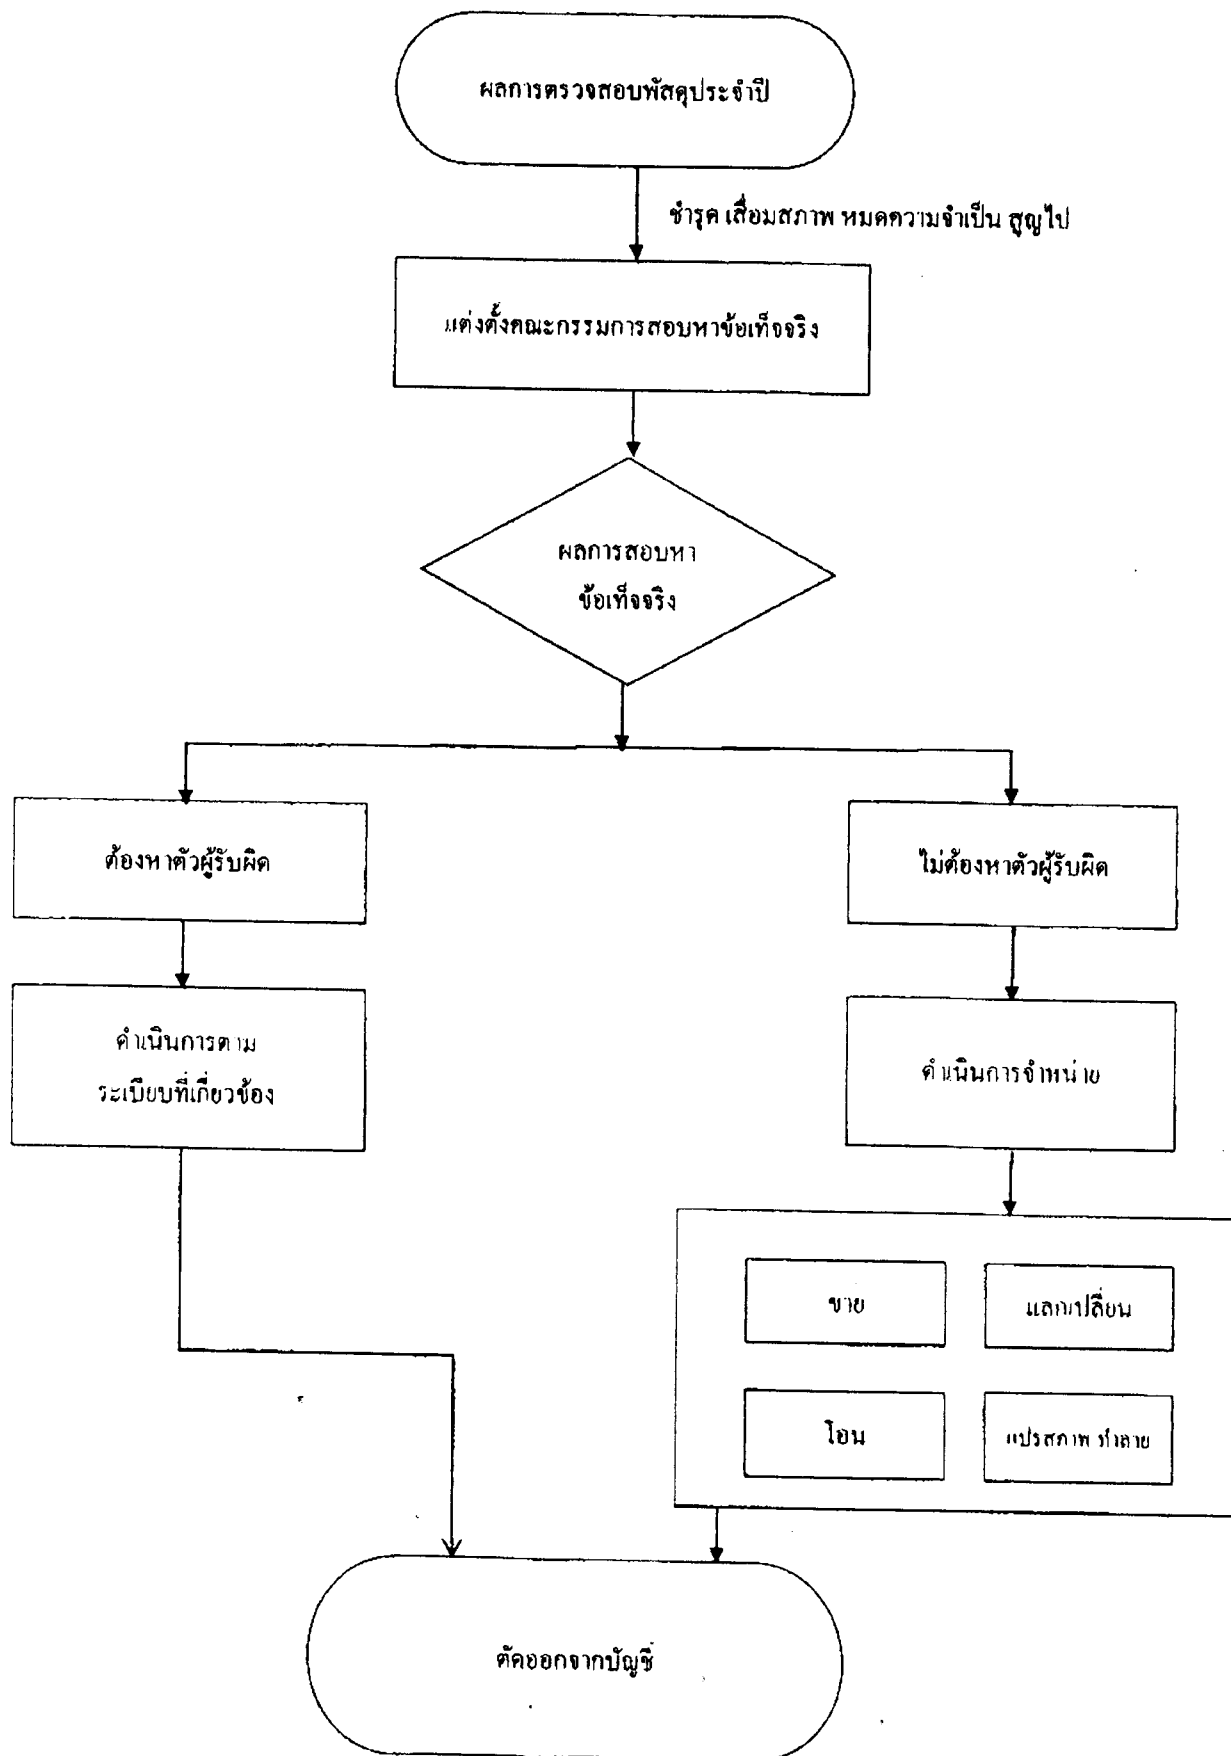 ผลการตรวจสอบพัสดุประจำปี
ชำรุด เสื่อมสภาพ หมดความจำเป็น สูญไป
แต่งตั้งคณะกรรมการสอบหาข้อเท็จจริง
ผลการสอบหา
ข้อเท็จจริง
ต้องหาตัวผู้รับผิด
ไม่ต้องหาตัวผู้รับผิด
ดำเนินการตาม
ระเบียบที่เกี่ยวข้อง
ดำเนินการจำหน่าย
ขาย
แลกเปลี่ยน
โอน
แปรสภาพ ทำลาย
ตัดออกจากบัญชี